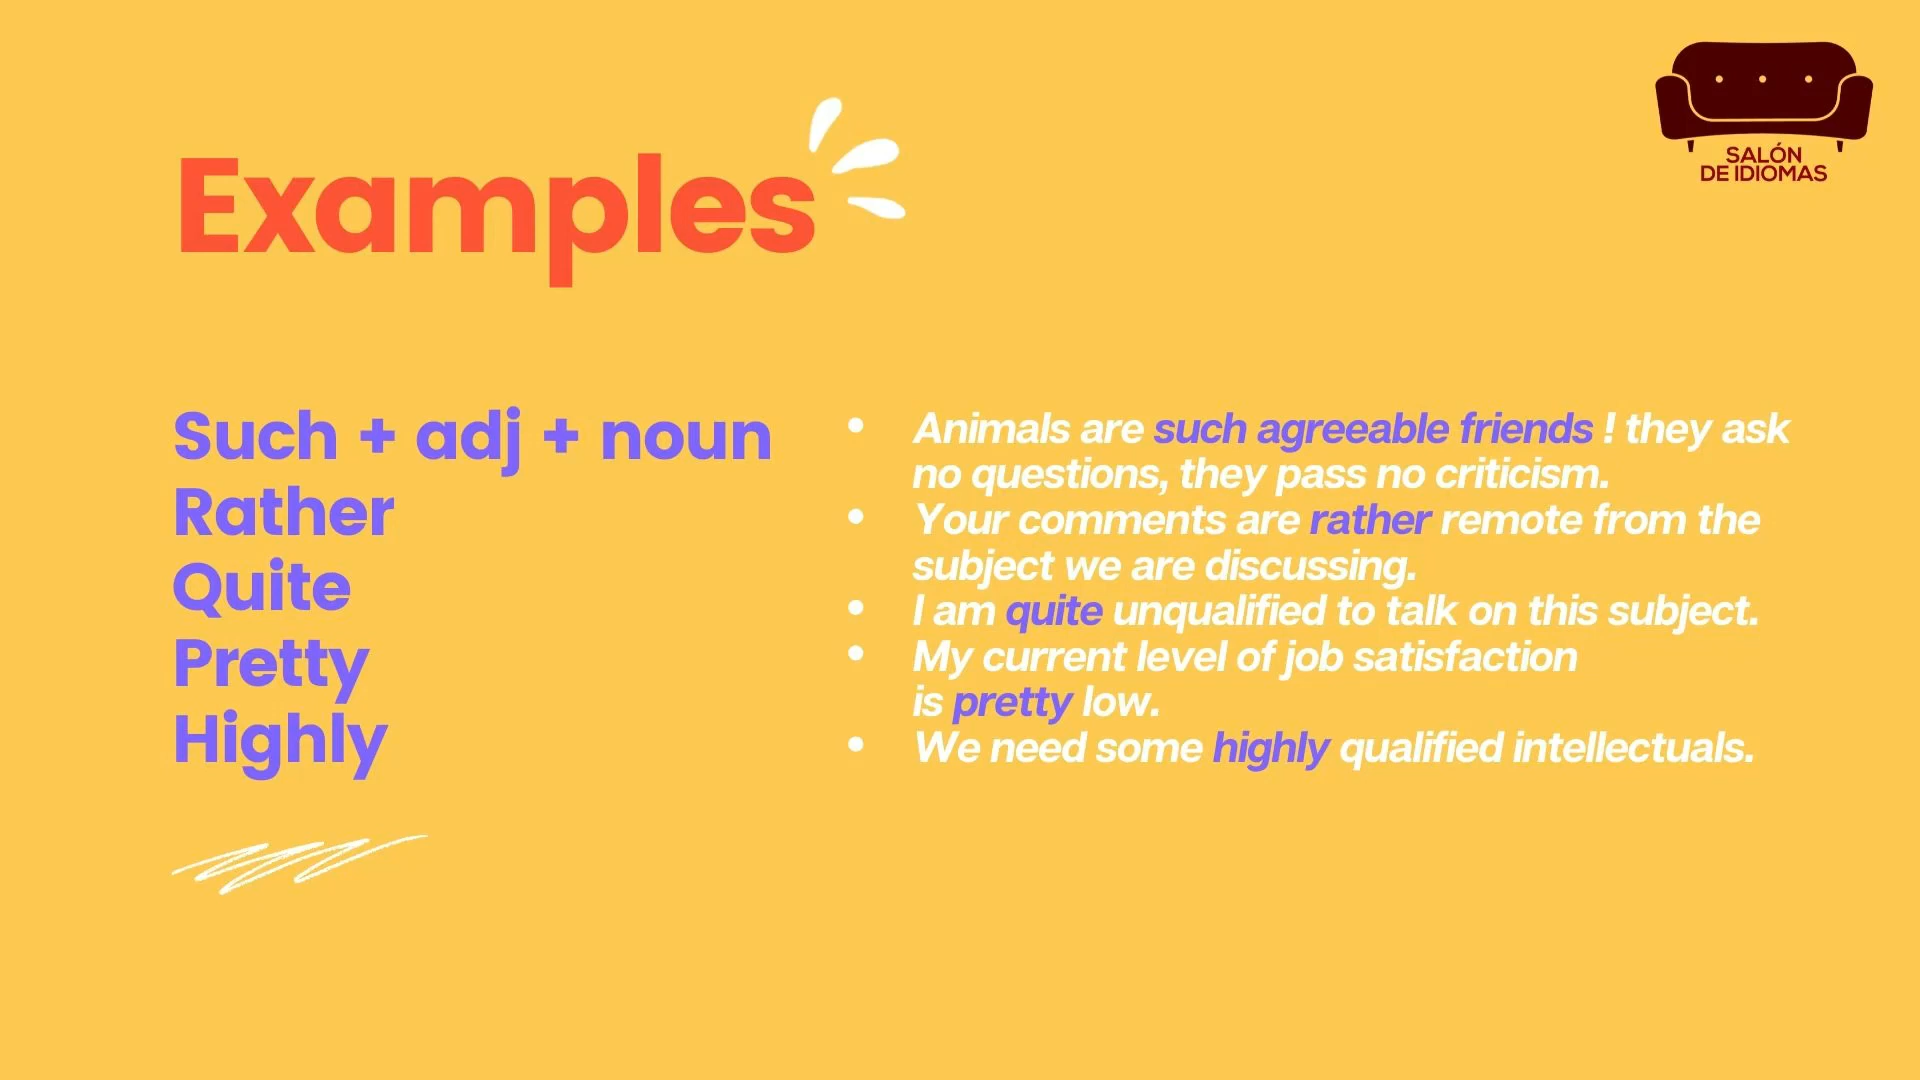 SALÓN
DE IDIOMAS
Examples
Such + adj + noun
Rather
Quite
Pretty
Highly
• Animals are such agreeable friends ! they ask
no questions, they pass no criticism.
• Your comments are rather remote from the
subject we are discussing.
• I am quite unqualified to talk on this subject.
• My current level of job satisfaction
is pretty low.
• We need some highly qualified intellectuals.